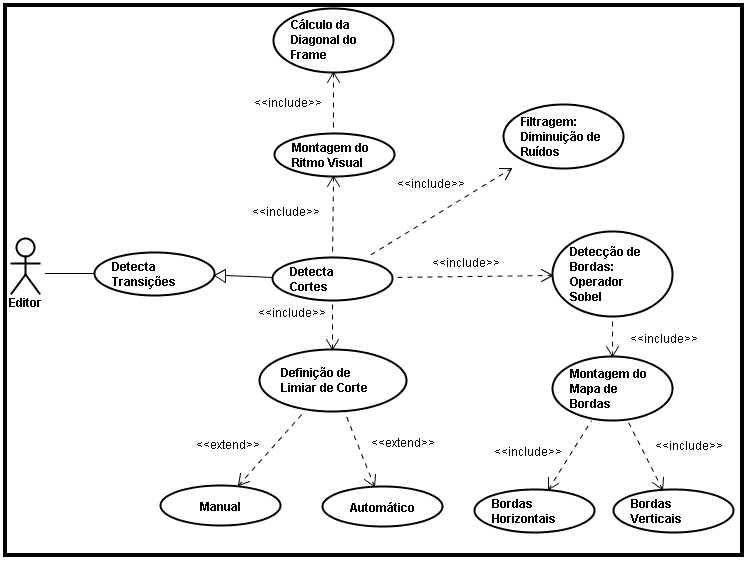 Cálculo da
Diagonal do
Frame
<<include>>
Filtragem:
Diminuição de
Ruídos
Montagem do
Ritmo Visual
<<include>>
<<include>>
Editor
Detecta
Transições
Detecta
Cortes
<<include>>
Detecção de
Bordas:
Operador
Sobel
<<include>>
<<include>>
Definição de
Limiar de Corte
Montagem do
Mapa de
Bordas
<<extend>>
<<extend>>
<<include>>
<<include>>
Manual
Automático
Bordas
Horizontais
Bordas
Verticais